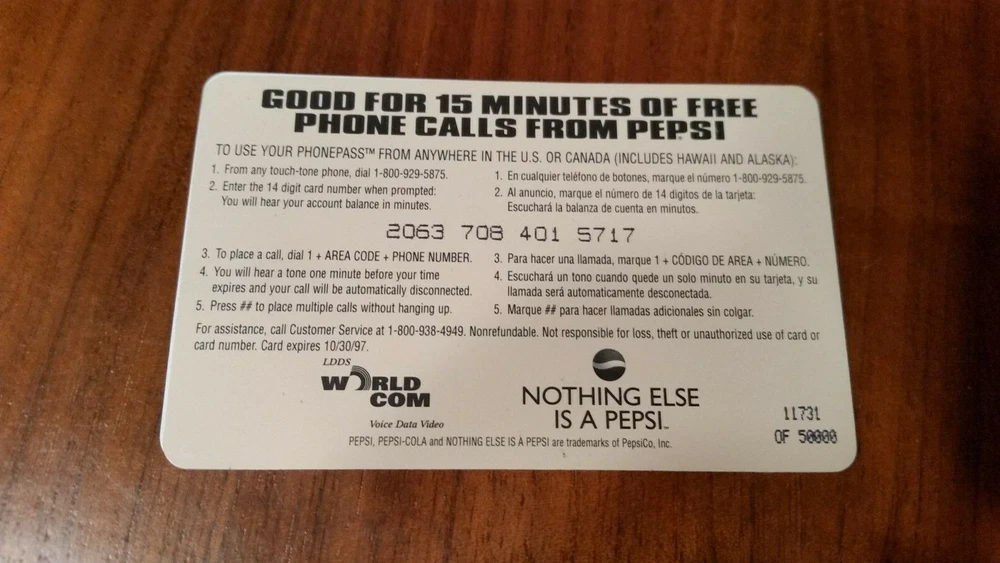 GOOD FOR 15 MINUTES OF FREE
PHONE CALLS FROM PEPSI
TO USE YOUR PHONEPASS™ FROM ANYWHERE IN THE U.S. OR CANADA (INCLUDES HAWAII AND ALASKA):
1. From any touch-tone phone, dial 1-800-929-5875.
2. Enter the 14 digit card number when prompted:
You will hear your account balance in minutes.
1. En cualquier teléfono de botones, marque el número 1-800-929-5875.
2. Al anuncio, marque el número de 14 digitos de la tarjeta:
Escuchará la balanza de cuenta en minutos.
2063 708 401 5717
3. To place a call, dial 1 + AREA CODE + PHONE NUMBER.
4. You will hear a tone one minute before your time
expires and your call will be automatically disconnected.
5. Press ## to place multiple calls without hanging up.
3. Para hacer una llamada, marque 1 + CÓDIGO DE AREA + NÚMERO.
4. Escuchará un tono cuando quede un solo minuto en su tarjeta, y su
llamada será automaticamente desconectada.
5. Marque ## para hacer llamadas adicionales sin colgar.
For assistance, call Customer Service at 1-800-938-4949. Nonrefundable. Not responsible for loss, theft or unauthorized use of card or
card number. Card expires 10/30/97.
LDDS
WORLD
COM
Voice Data Video
NOTHING ELSE
IS A PEPSI™
11731
OF 50000
PEPSI, PEPSI-COLA and NOTHING ELSE IS A PEPSI are trademarks of PepsiCo, Inc.